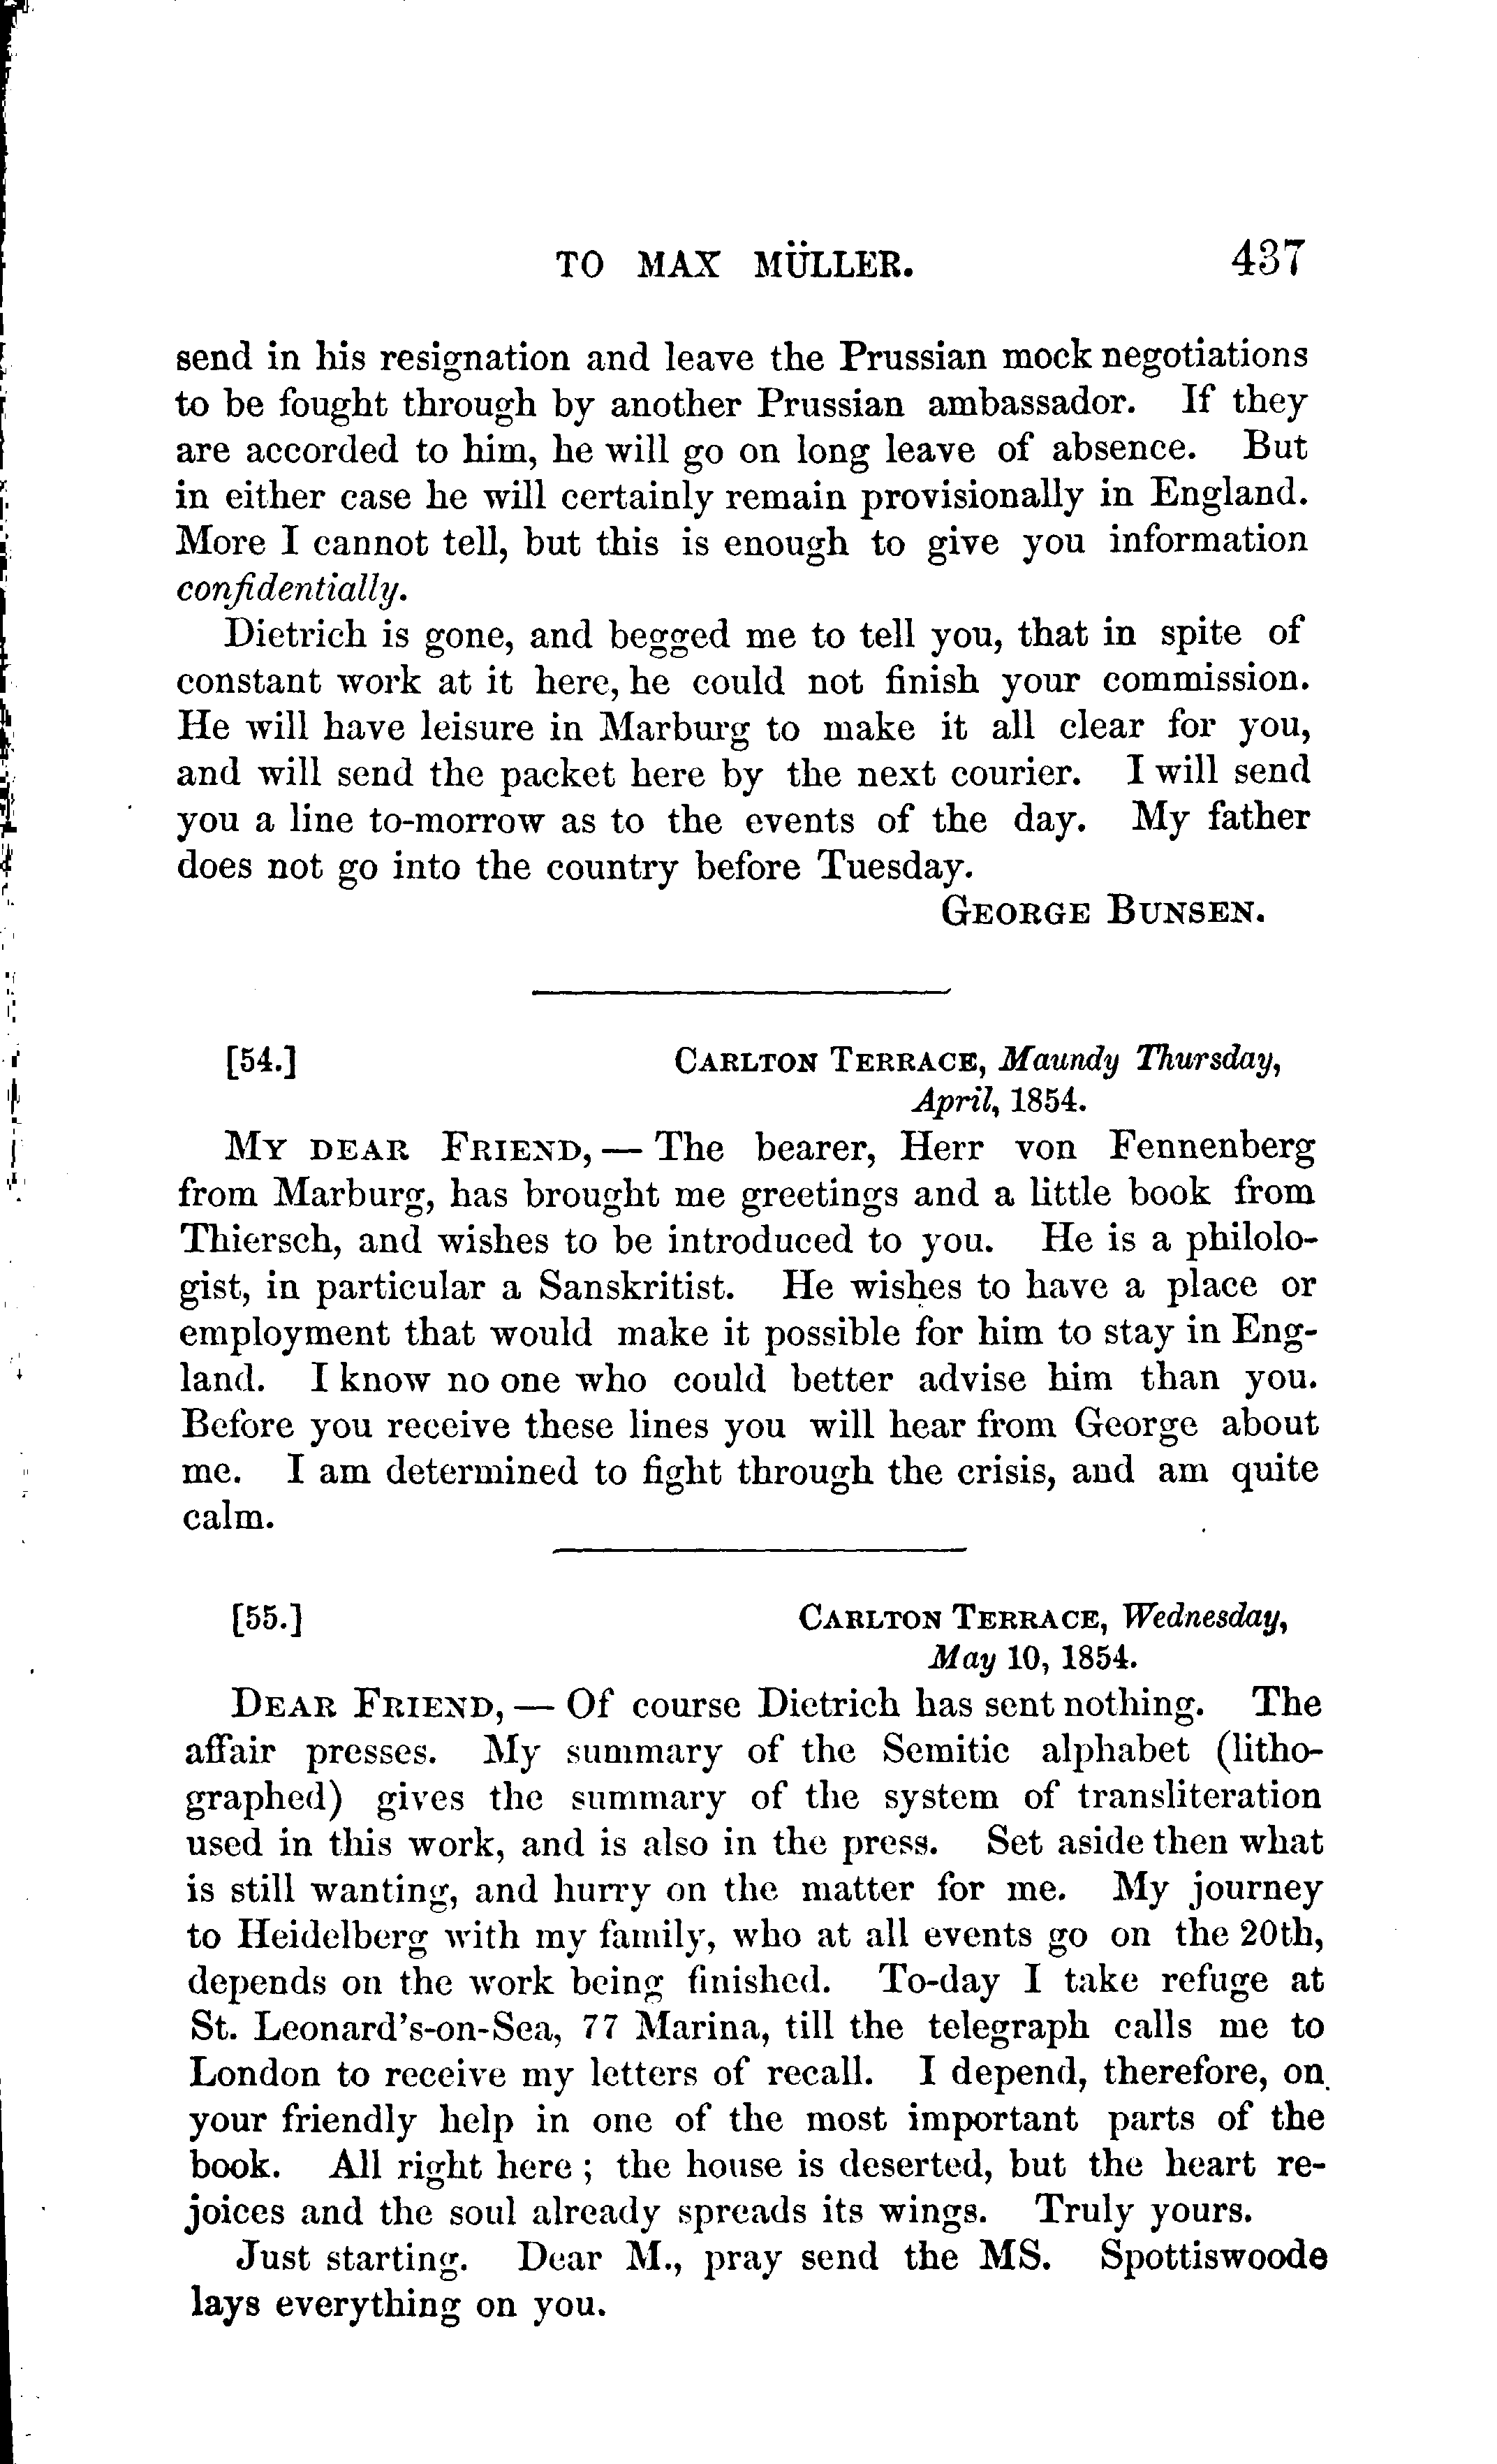 TO MAX MÜLLER. 437
send in his resignation and leave the Prussian mock negotiations
to be fought through by another Prussian ambassador. If they
are accorded to him, he will go on long leave of absence. But
in either case he will certainly remain provisionally in England.
More I cannot tell, but this is enough to give you information
confidentially.
Dietrich is gone, and begged me to tell you, that in spite of
constant work at it here, he could not finish your commission.
He will have leisure in Marburg to make it all clear for you,
and will send the packet here by the next courier. I will send
you a line to-morrow as to the events of the day. My father
does not go into the country before Tuesday.
GEORGE BUNSEN.
[54.] CARLTON TERRACE, Maundy Thursday,
April, 1854.
MY DEAR FRIEND, — The bearer, Herr von Fennenberg
from Marburg, has brought me greetings and a little book from
Thiersch, and wishes to be introduced to you. He is a philolo-
gist, in particular a Sanskritist. He wishes to have a place or
employment that would make it possible for him to stay in Eng-
land. I know no one who could better advise him than you.
Before you receive these lines you will hear from George about
me. I am determined to fight through the crisis, and am quite
calm.
[55.] CARLTON TERRACE, Wednesday,
May 10, 1854.
DEAR FRIEND, — Of course Dietrich has sent nothing. The
affair presses. My summary of the Semitic alphabet (litho-
graphed) gives the summary of the system of transliteration
used in this work, and is also in the press. Set aside then what
is still wanting, and hurry on the matter for me. My journey
to Heidelberg with my family, who at all events go on the 20th,
depends on the work being finished. To-day I take refuge at
St. Leonard's-on-Sea, 77 Marina, till the telegraph calls me to
London to receive my letters of recall. I depend, therefore, on
your friendly help in one of the most important parts of the
book. All right here; the house is deserted, but the heart re-
joices and the soul already spreads its wings. Truly yours.
Just starting. Dear M., pray send the MS. Spottiswoode
lays everything on you.